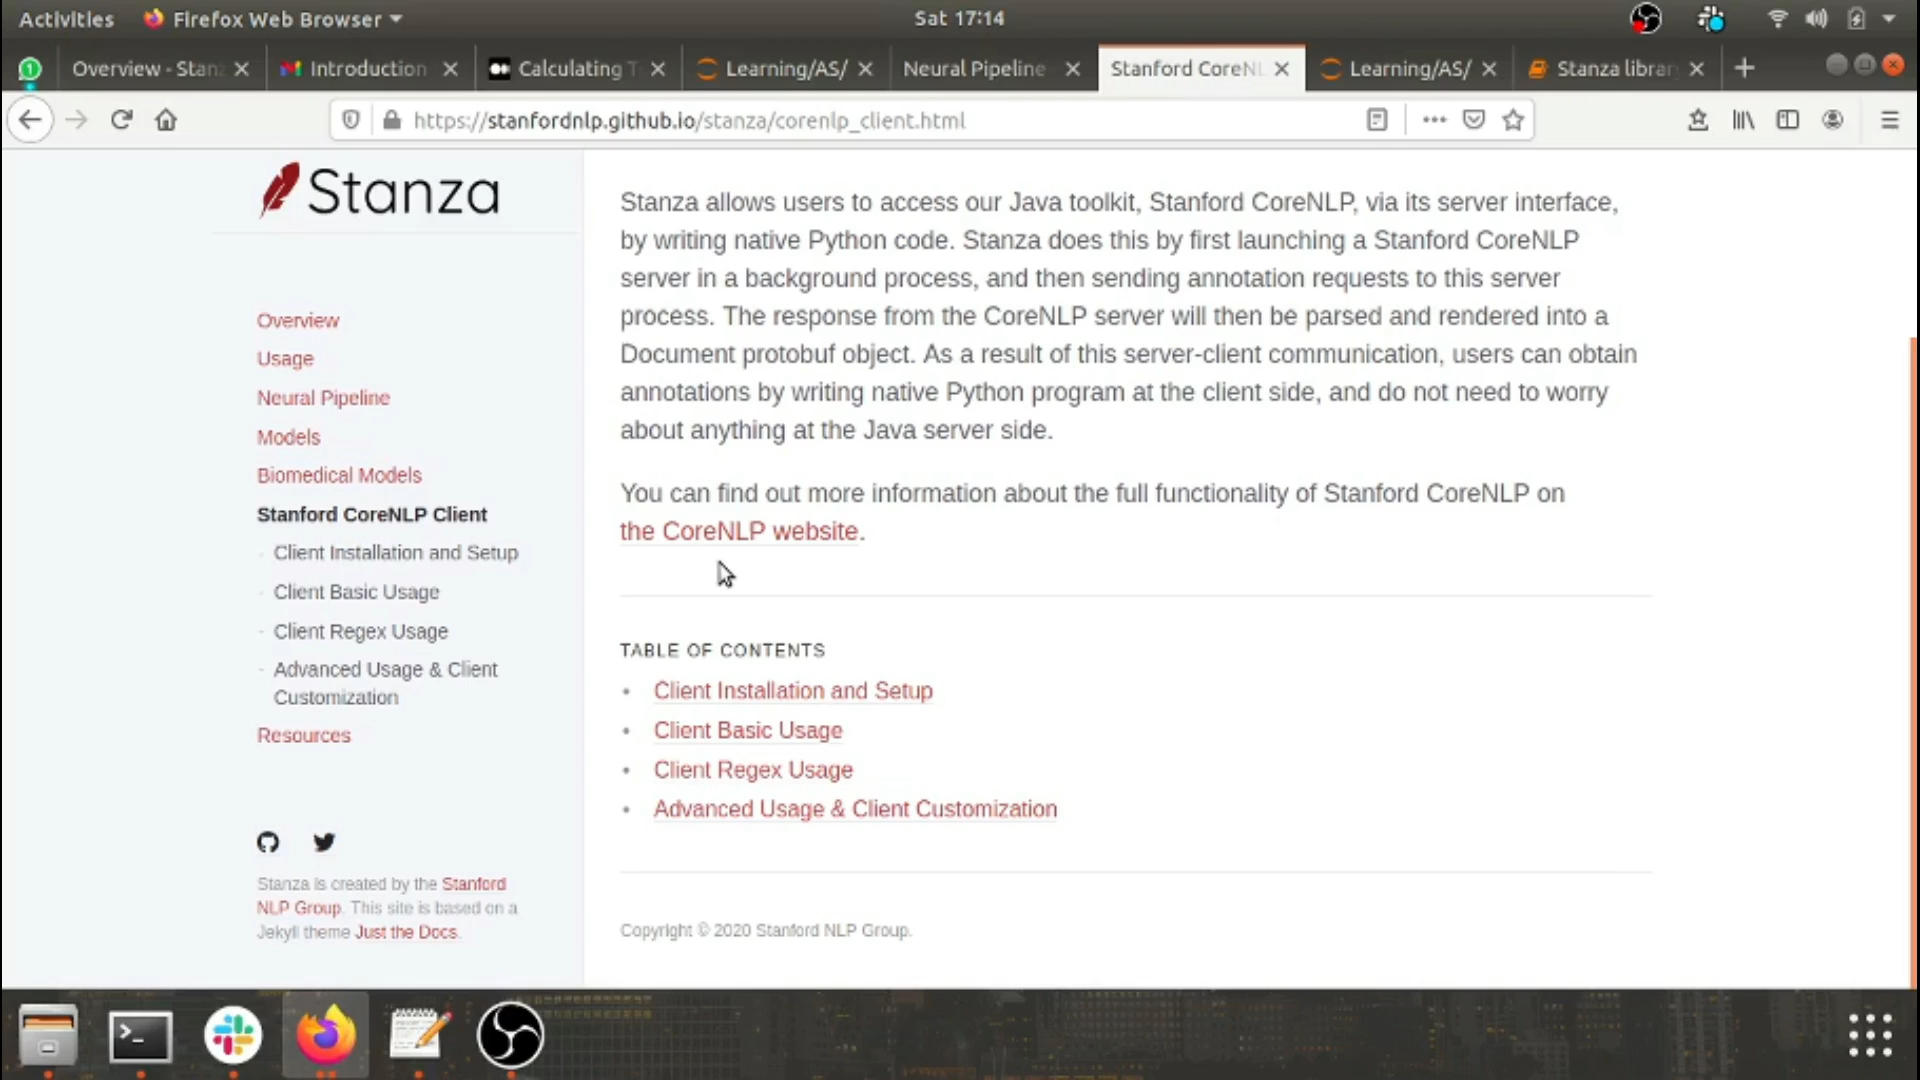 Activities Firefox Web Browser Sat 17:14
Overview - Stan Introduction Calculating T Learning/AS/ Neural Pipeline Stanford CoreNL Learning/AS/ Stanza librar
https://stanfordnlp.github.io/stanza/corenlp_client.html
Stanza
Overview
Usage
Neural Pipeline
Models
Biomedical Models
Stanford CoreNLP Client
Client Installation and Setup
Client Basic Usage
Client Regex Usage
Advanced Usage & Client
Customization
Resources
Stanza is created by the Stanford
NLP Group. This site is based on a
Jekyll theme Just the Docs.
Stanza allows users to access our Java toolkit, Stanford CoreNLP, via its server interface,
by writing native Python code. Stanza does this by first launching a Stanford CoreNLP
server in a background process, and then sending annotation requests to this server
process. The response from the CoreNLP server will then be parsed and rendered into a
Document protobuf object. As a result of this server-client communication, users can obtain
annotations by writing native Python program at the client side, and do not need to worry
about anything at the Java server side.
You can find out more information about the full functionality of Stanford CoreNLP on
the CoreNLP website.
TABLE OF CONTENTS
• Client Installation and Setup
• Client Basic Usage
• Client Regex Usage
• Advanced Usage & Client Customization
Copyright © 2020 Stanford NLP Group.